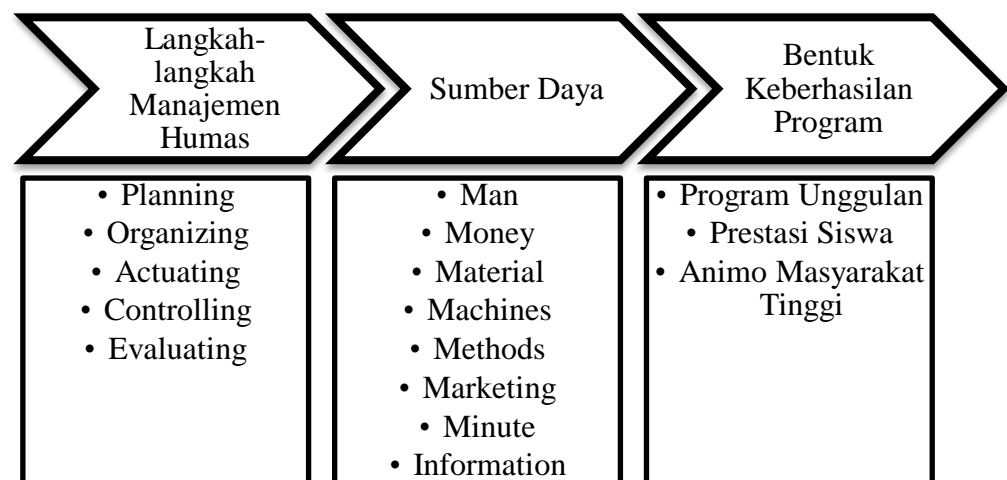 Langkah-
langkah
Manajemen
Humas
Sumber Daya
Bentuk
Keberhasilan
Program
• Planning
• Organizing
• Actuating
• Controlling
• Evaluating
• Man
• Money
• Material
• Machines
• Methods
• Marketing
• Minute
• Information
• Program Unggulan
• Prestasi Siswa
• Animo Masyarakat
Tinggi